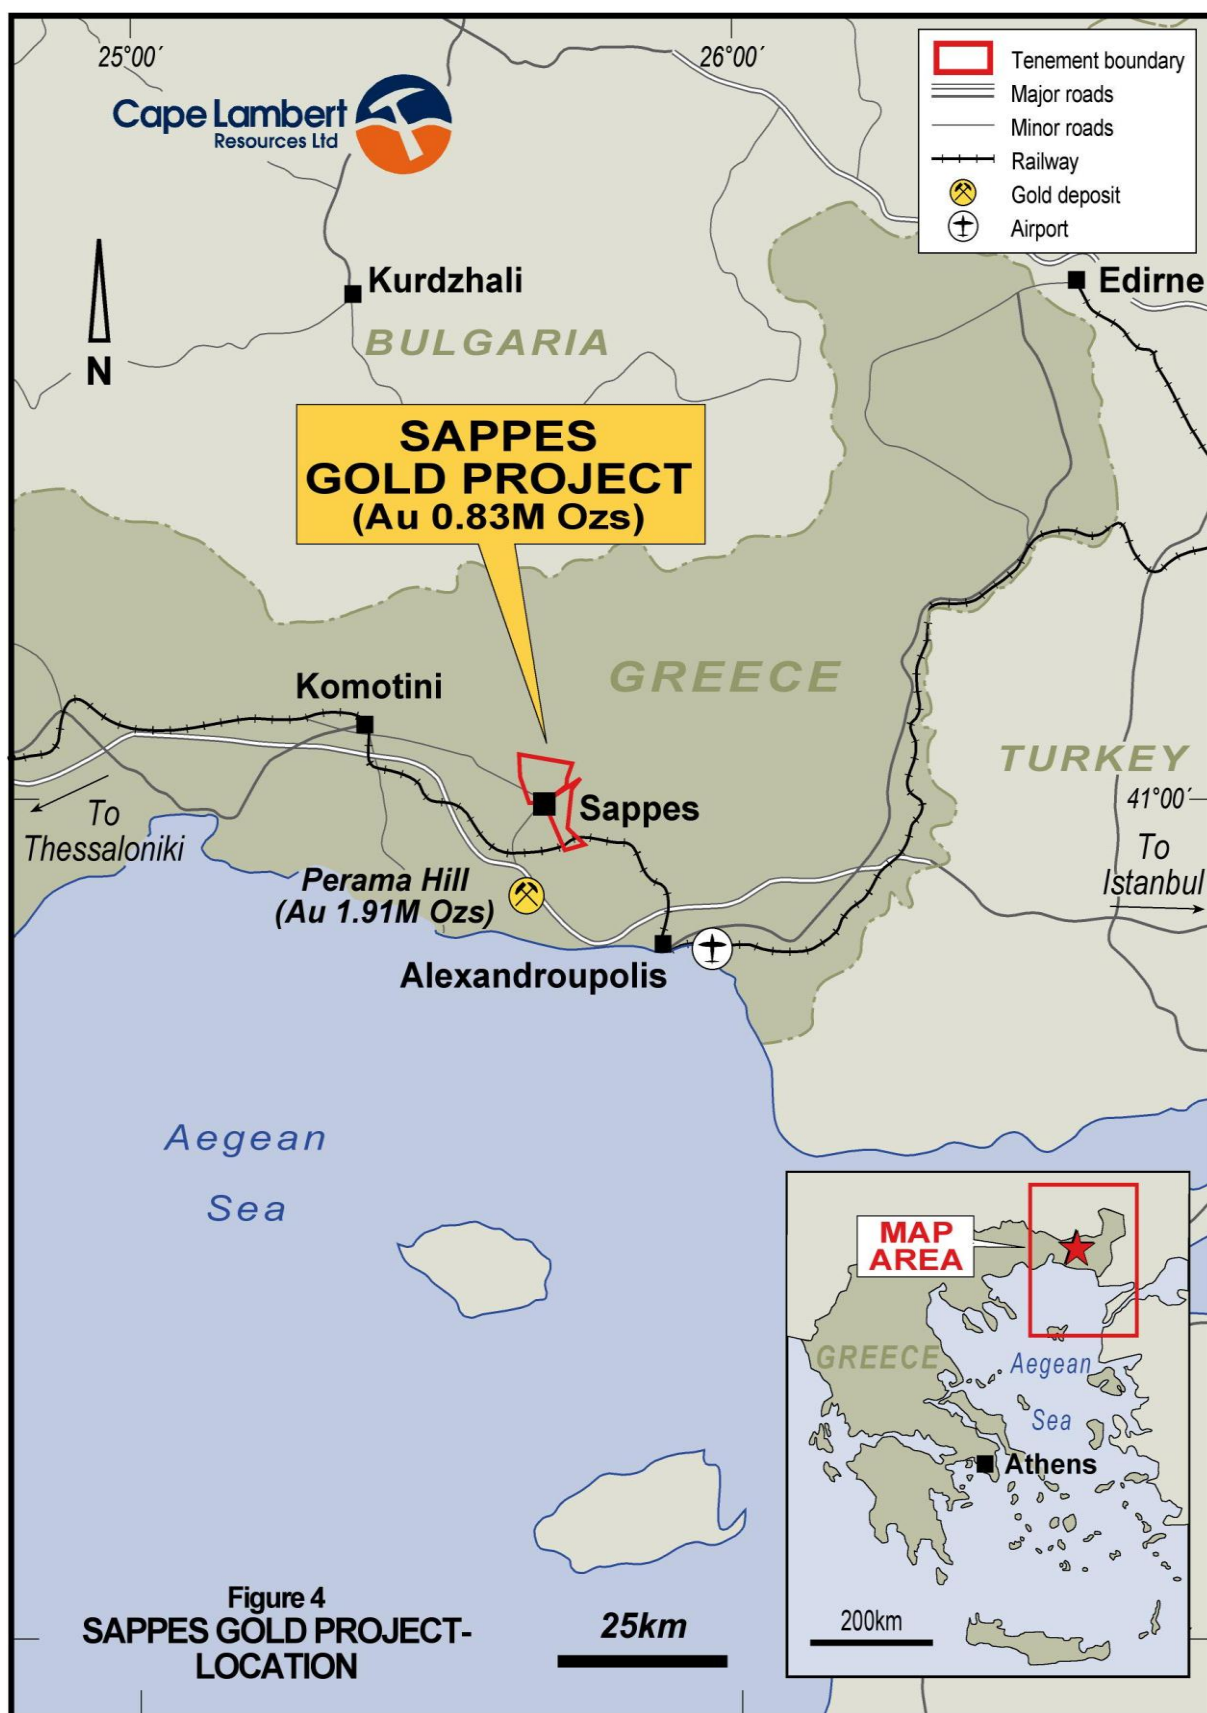 25°00´
26°00´
Cape Lambert
Resources Ltd
Tenement boundary
Major roads
Minor roads
Railway
Gold deposit
Airport
Kurdzhali
Edirne
BULGARIA
N
SAPPES
GOLD PROJECT
(Au 0.83M Ozs)
GREECE
Komotini
TURKEY
Sappes
41°00´
To
Thessaloniki
To
Istanbul
Perama Hill
(Au 1.91M Ozs)
Alexandroupolis
Aegean
Sea
MAP
AREA
GREECE
Aegean
Sea
Athens
200km
Figure 4
SAPPES GOLD PROJECT-
LOCATION
25km